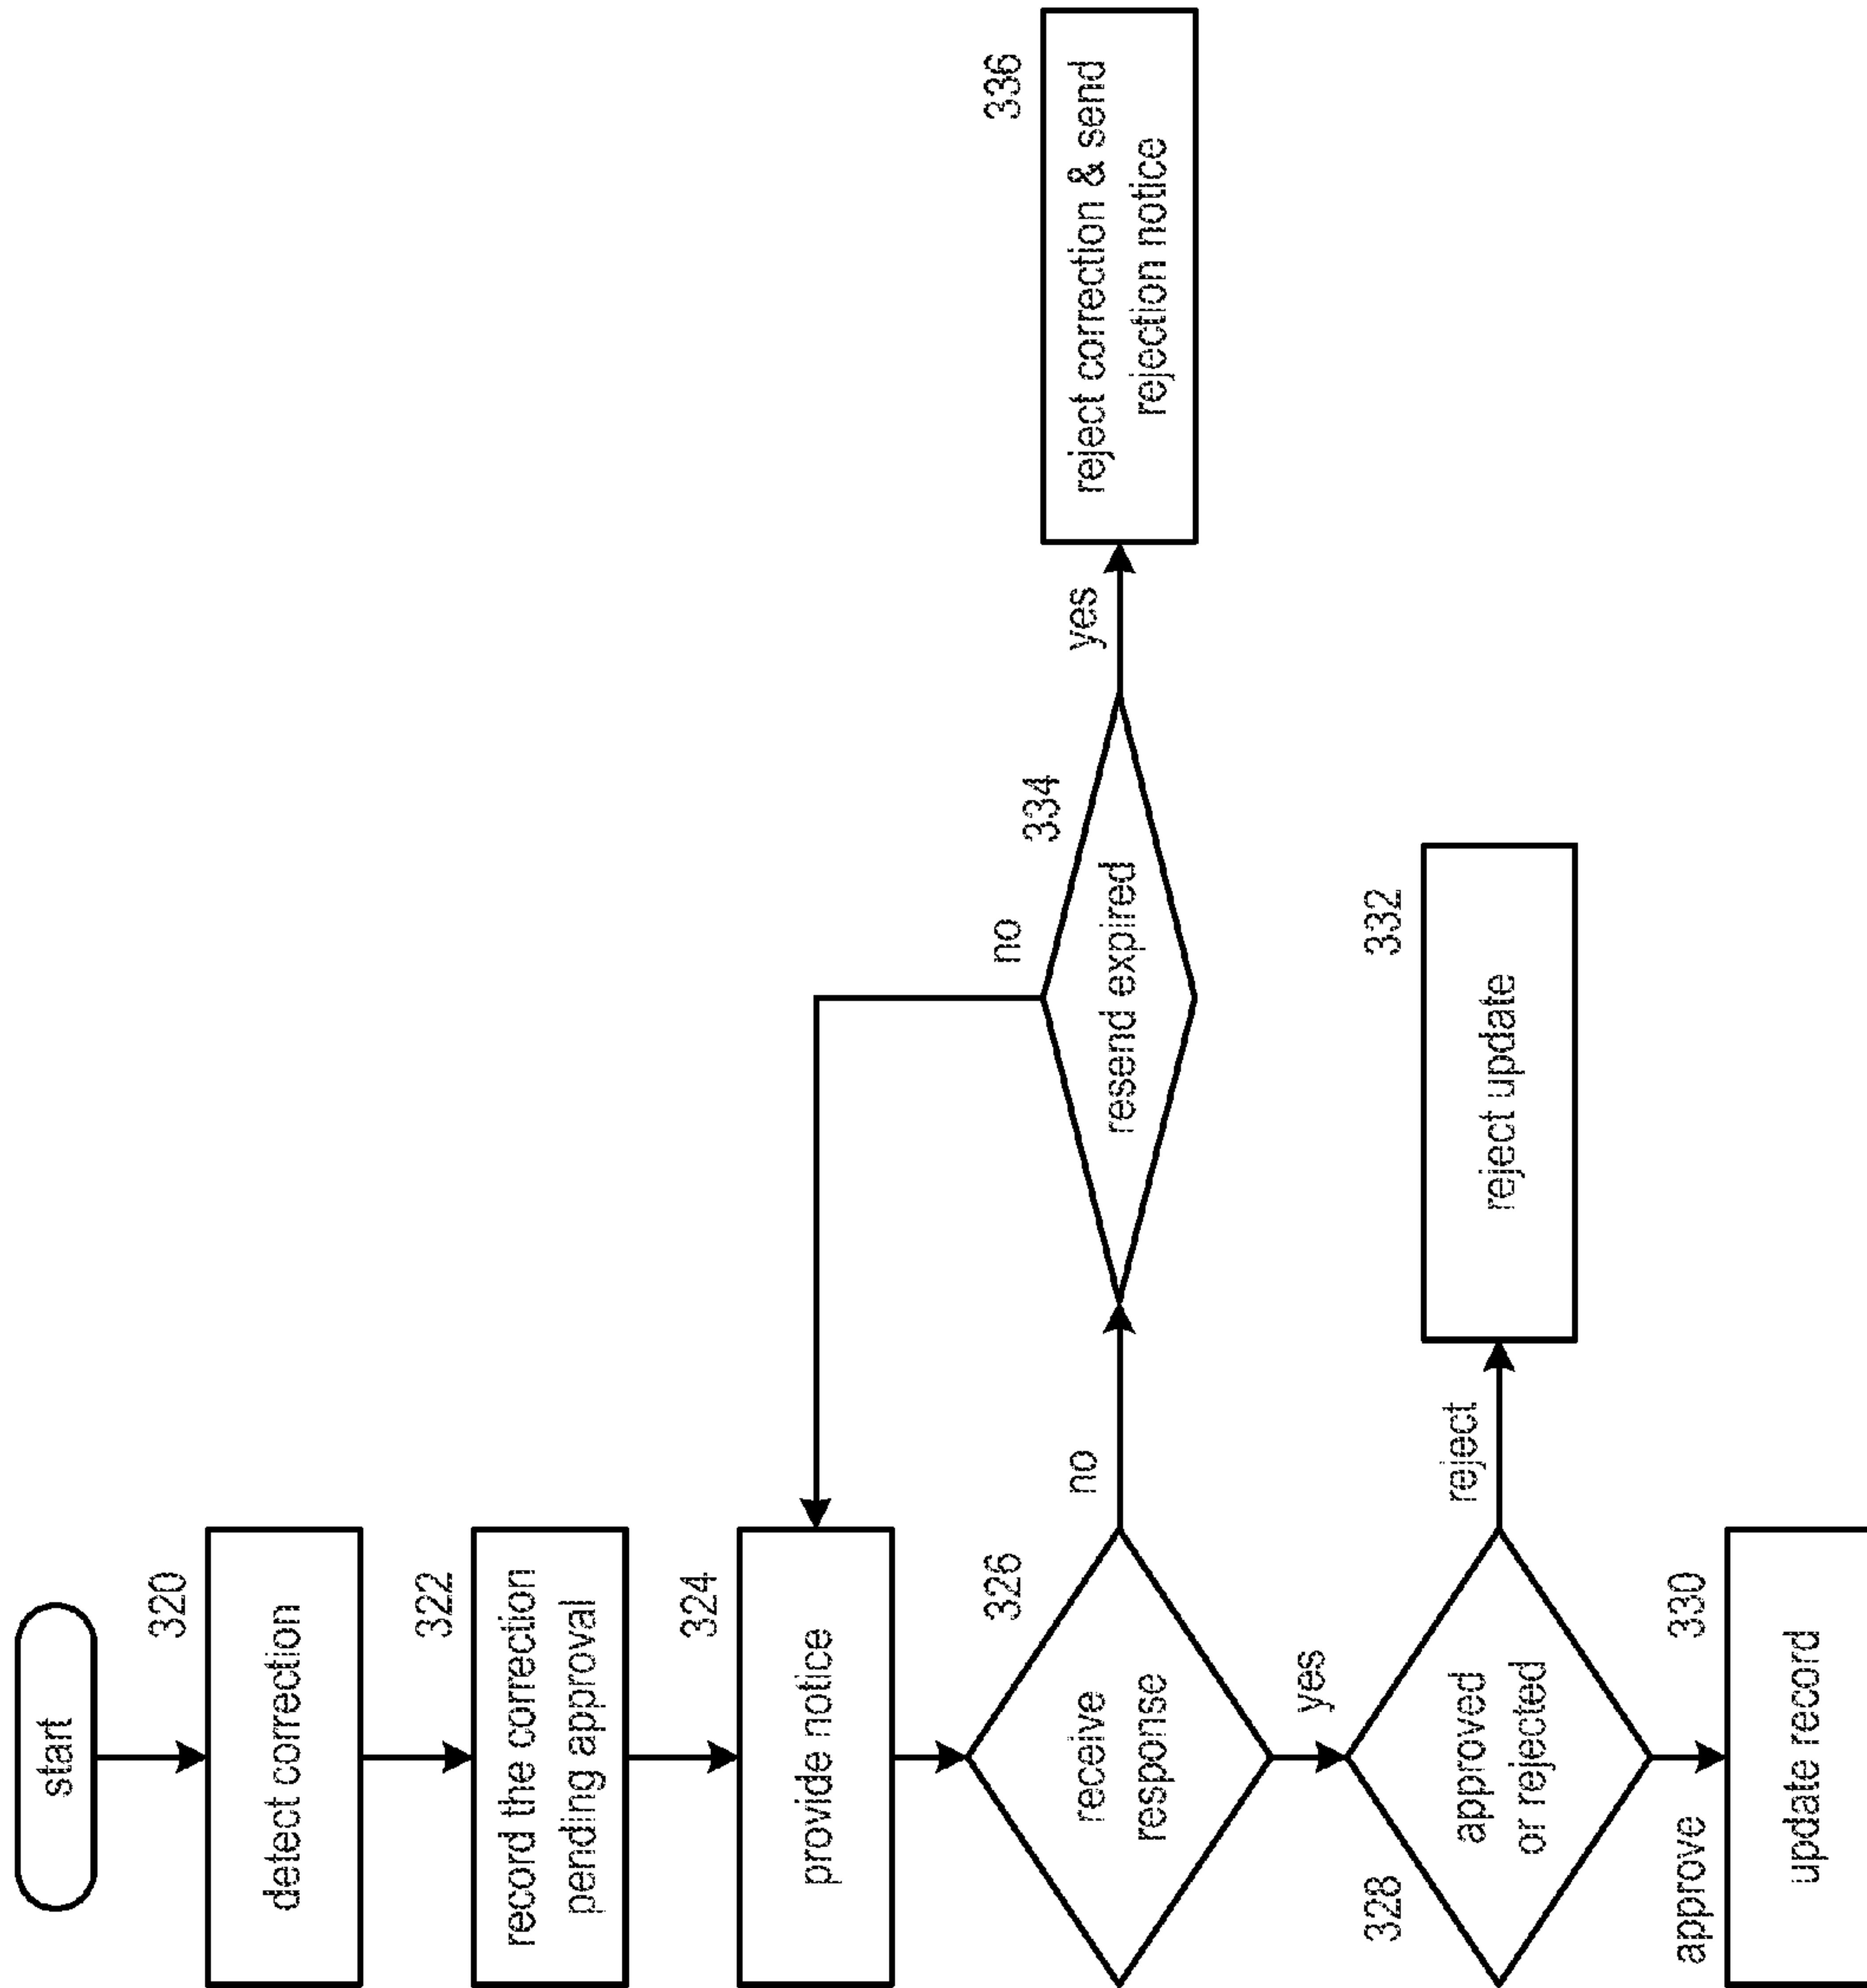 start
320
detect correction
322
record the correction
pending approval
324
provide notice
326
receive
response
no
334
resend expired
no
yes
336
reject correction & send
rejection notice
yes
328
approved
or rejected
reject
332
reject update
approve
330
update record